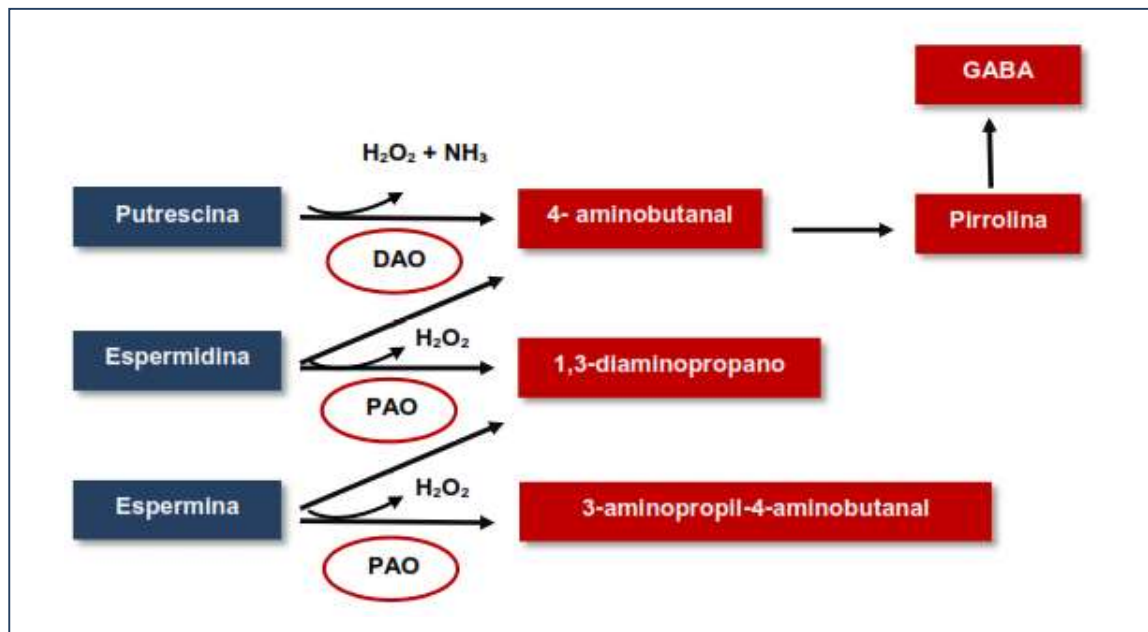 GABA
H₂O₂ + NH₃
Putrescina
4- aminobutanal
Pirrolina
DAO
Espermidina
H₂O₂
1,3-diaminopropano
PAO
Espermina
H₂O₂
3-aminopropil-4-aminobutanal
PAO